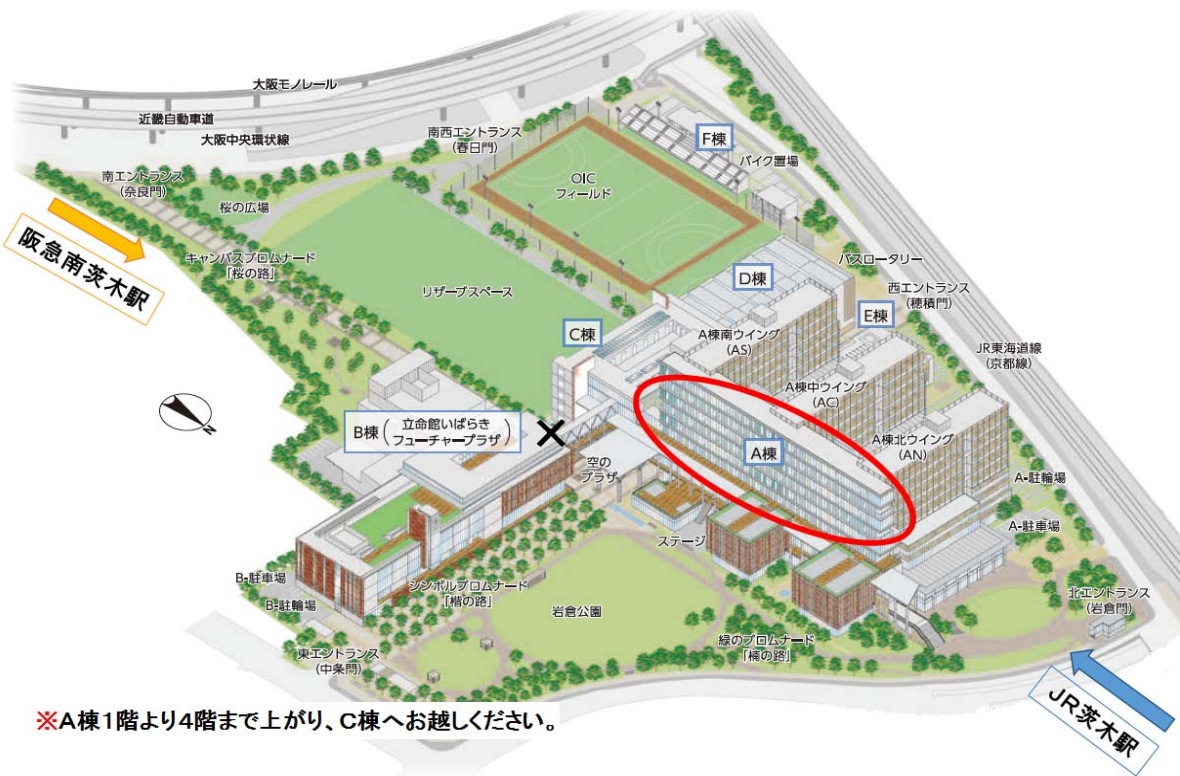 大阪モノレール
近畿自動車道
大阪中央環状線
南西エントランス
(春日門)
F棟
バイク置場
南エントランス
(奈良門)
OIC
フィールド
桜の広場
阪急南茨木駅
キャンパスプロムナード
「桜の路」
リザーブスペース
D棟
バスロータリー
西エントランス
(穂積門)
E棟
C棟
A棟南ウイング
(AS)
JR東海道線
(京都線)
A棟中ウイング
(AC)
B棟(立命館いばらき
フューチャープラザ)
A棟北ウイング
(AN)
A棟
空の
プラザ
A-駐輪場
A-駐車場
ステージ
N
B-駐車場
B-駐輪場
シンボルプロムナード
「楷の路」
岩倉公園
北エントランス
(岩倉門)
緑のプロムナード
「楠の路」
東エントランス
(中条門)
JR茨木駅
※A棟1階より4階まで上がり、C棟へお越しください。